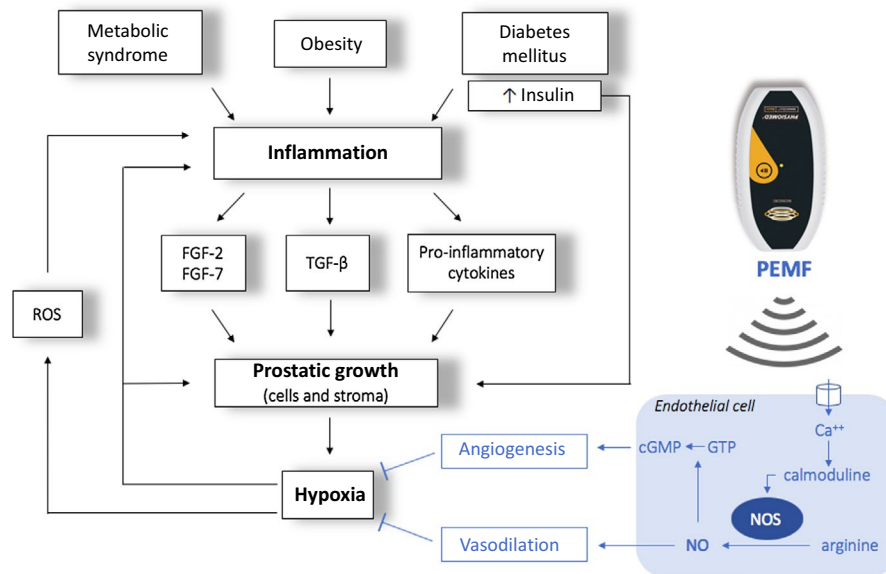 Metabolic
syndrome
Obesity
Diabetes
mellitus
↑ Insulin
Inflammation
FGF-2
FGF-7
TGF-β
Pro-inflammatory
cytokines
ROS
Prostatic growth
(cells and stroma)
Hypoxia
Angiogenesis
Vasodilation
PHYSIOMED
PEMF
Endothelial cell
Ca++
calmoduline
cGMP
GTP
NOS
NO
arginine